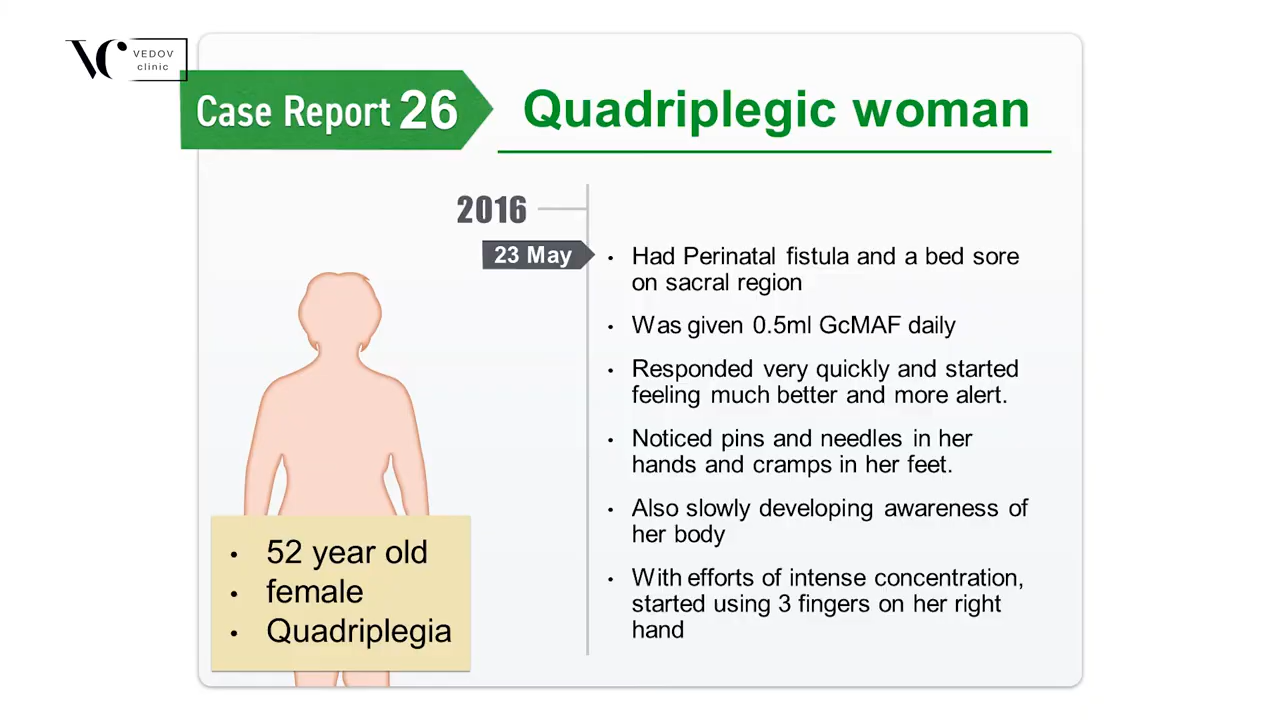 VC VEDOV
clinic
Case Report 26
Quadriplegic woman
2016
23 May
• Had Perinatal fistula and a bed sore
on sacral region
• Was given 0.5ml GcMAF daily
• Responded very quickly and started
feeling much better and more alert.
• Noticed pins and needles in her
hands and cramps in her feet.
• Also slowly developing awareness of
her body
• With efforts of intense concentration,
started using 3 fingers on her right
hand
• 52 year old
• female
• Quadriplegia